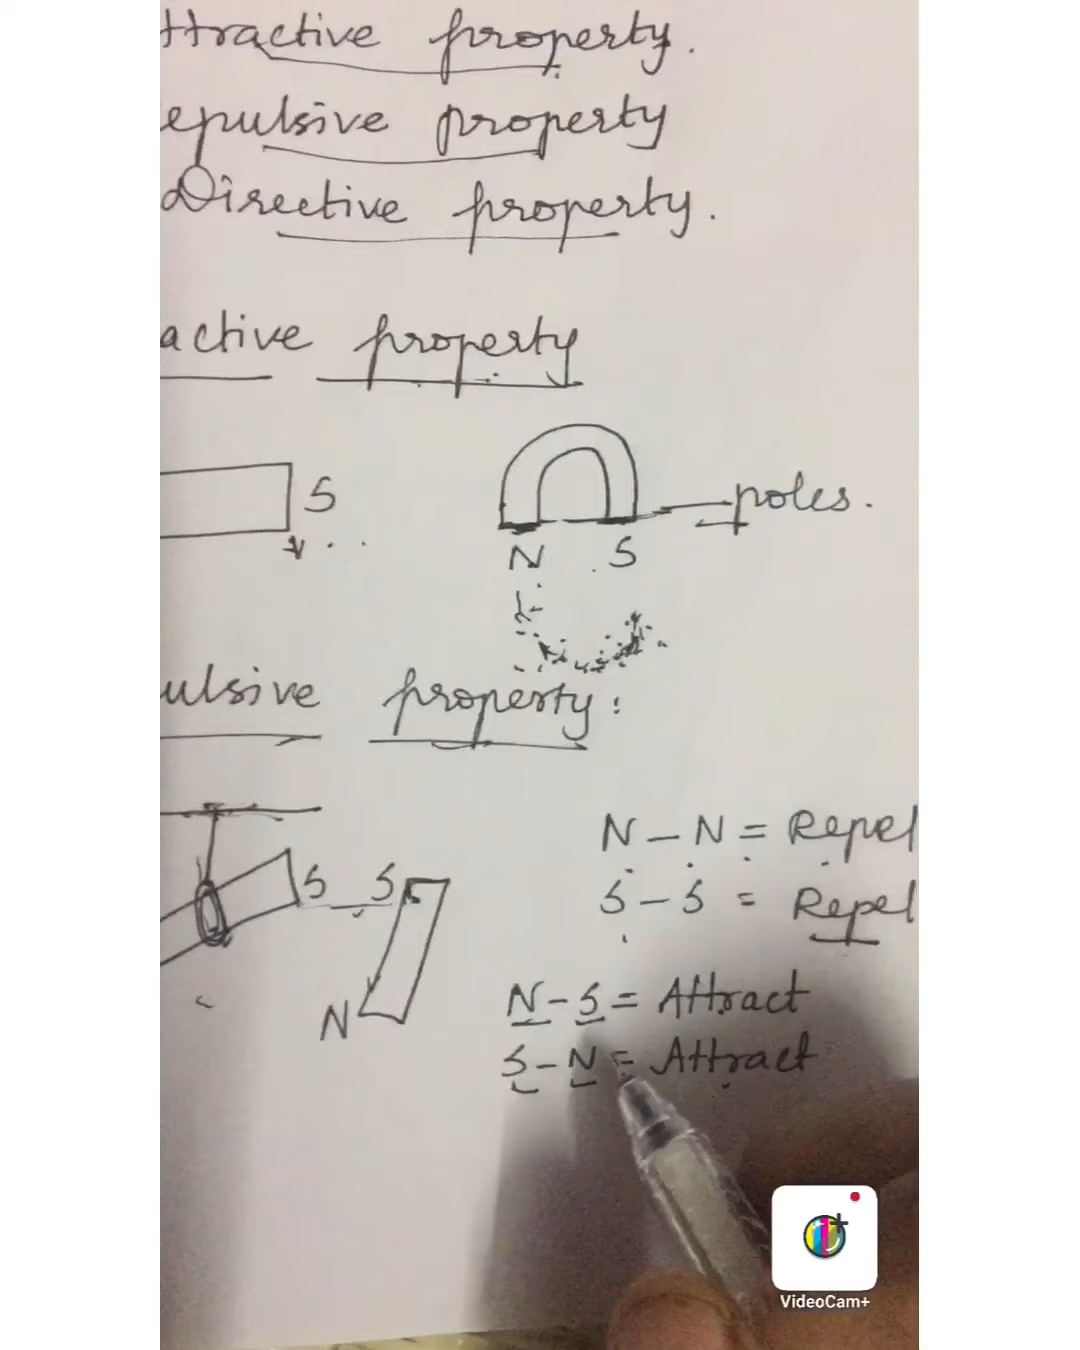 ttractive property.
epulsive property
Directive property.
active property
S
poles.
N S
ulsive property:
N - N = Repel
S S
S - S = Repel
N
N - S = Attract
S - N = Attract
VideoCam+